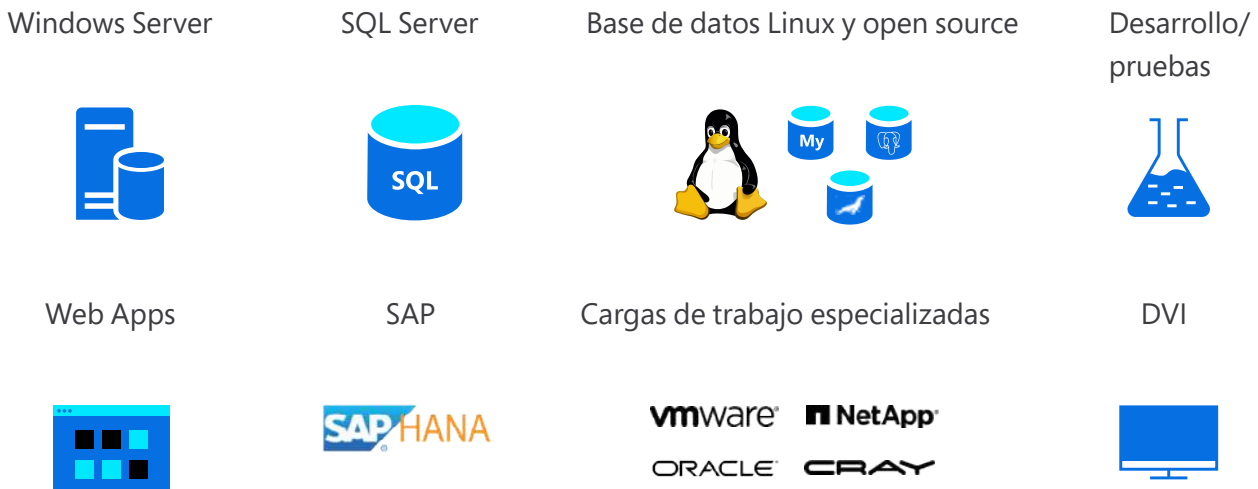 Windows Server
SQL Server
Base de datos Linux y open source
Desarrollo/
pruebas
SQL
My
Web Apps
SAP
Cargas de trabajo especializadas
DVI
SAP HANA
vmware
NetApp
ORACLE
CRAY